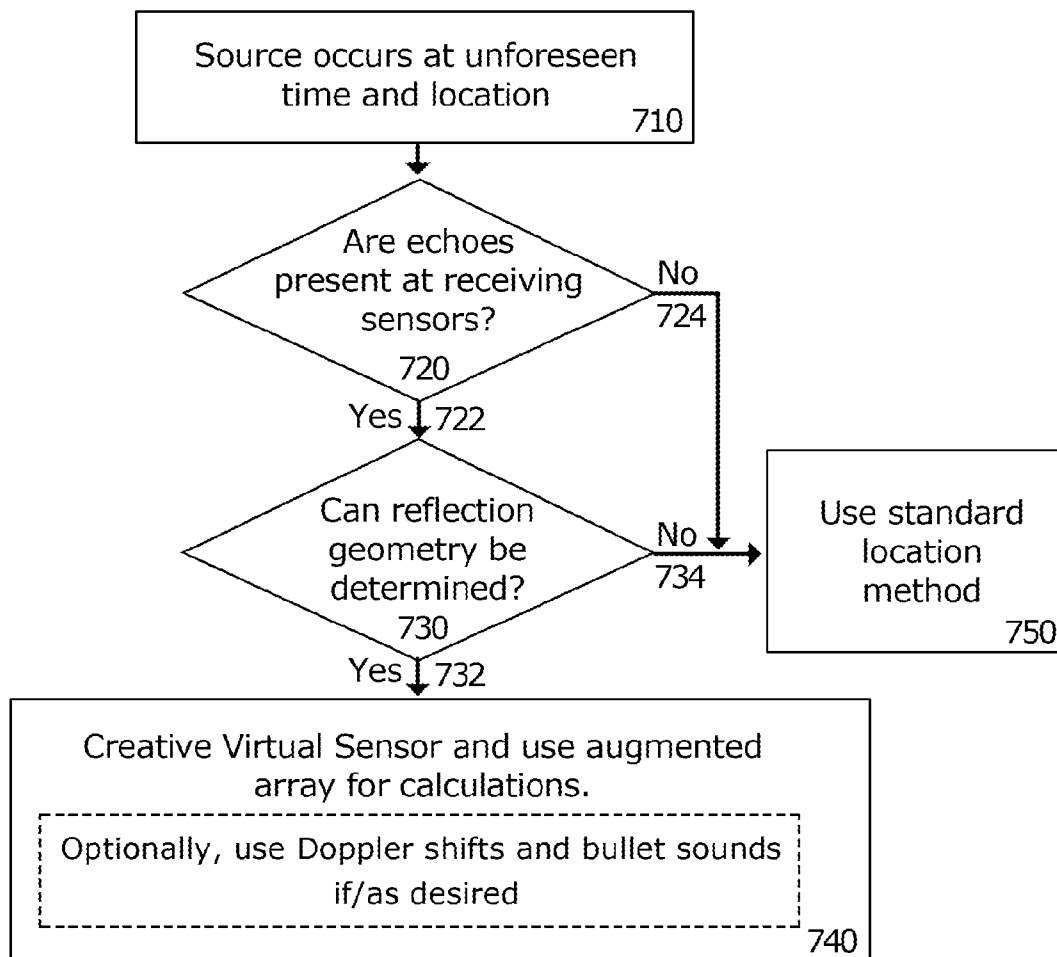 Source occurs at unforeseen
time and location
710
Are echoes
present at receiving
sensors?
720
No
724
Yes 722
Can reflection
geometry be
determined?
730
No
734
Yes 732
Use standard
location
method
750
Creative Virtual Sensor and use augmented
array for calculations.
Optionally, use Doppler shifts and bullet sounds
if/as desired
740